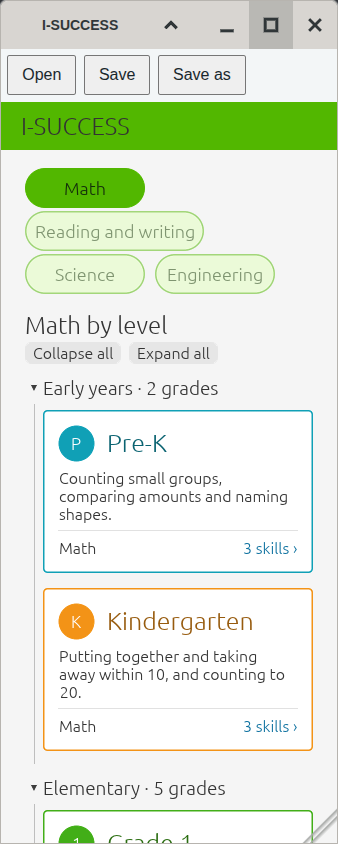 I-SUCCESS
Open Save Save as
I-SUCCESS
Math
Reading and writing
Science Engineering
Math by level
Collapse all Expand all
Early years · 2 grades
P Pre-K
Counting small groups,
comparing amounts and naming
shapes.
Math 3 skills ›
K Kindergarten
Putting together and taking
away within 10, and counting to
20.
Math 3 skills ›
Elementary · 5 grades
1 Grade 1